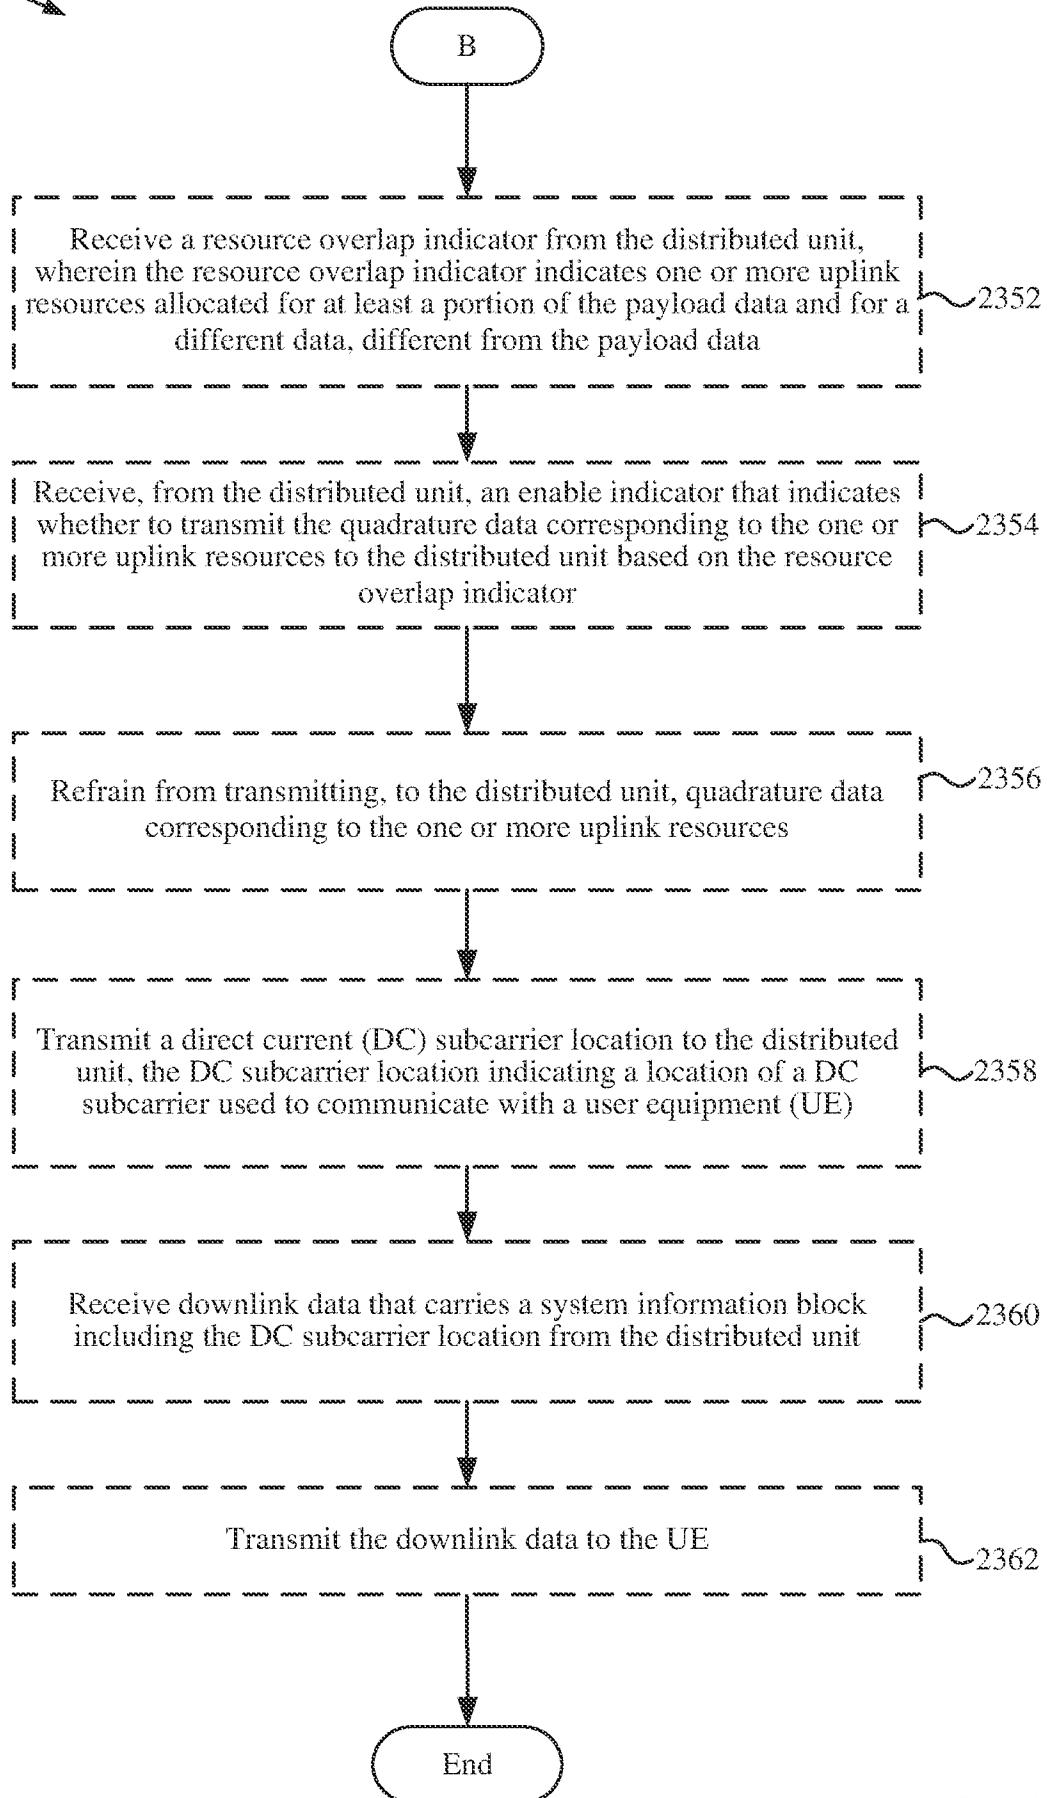 B
Receive a resource overlap indicator from the distributed unit,
wherein the resource overlap indicator indicates one or more uplink
resources allocated for at least a portion of the payload data and for a
different data, different from the payload data
2352
Receive, from the distributed unit, an enable indicator that indicates
whether to transmit the quadrature data corresponding to the one or
more uplink resources to the distributed unit based on the resource
overlap indicator
2354
Refrain from transmitting, to the distributed unit, quadrature data
corresponding to the one or more uplink resources
2356
Transmit a direct current (DC) subcarrier location to the distributed
unit, the DC subcarrier location indicating a location of a DC
subcarrier used to communicate with a user equipment (UE)
2358
Receive downlink data that carries a system information block
including the DC subcarrier location from the distributed unit
2360
Transmit the downlink data to the UE
2362
End